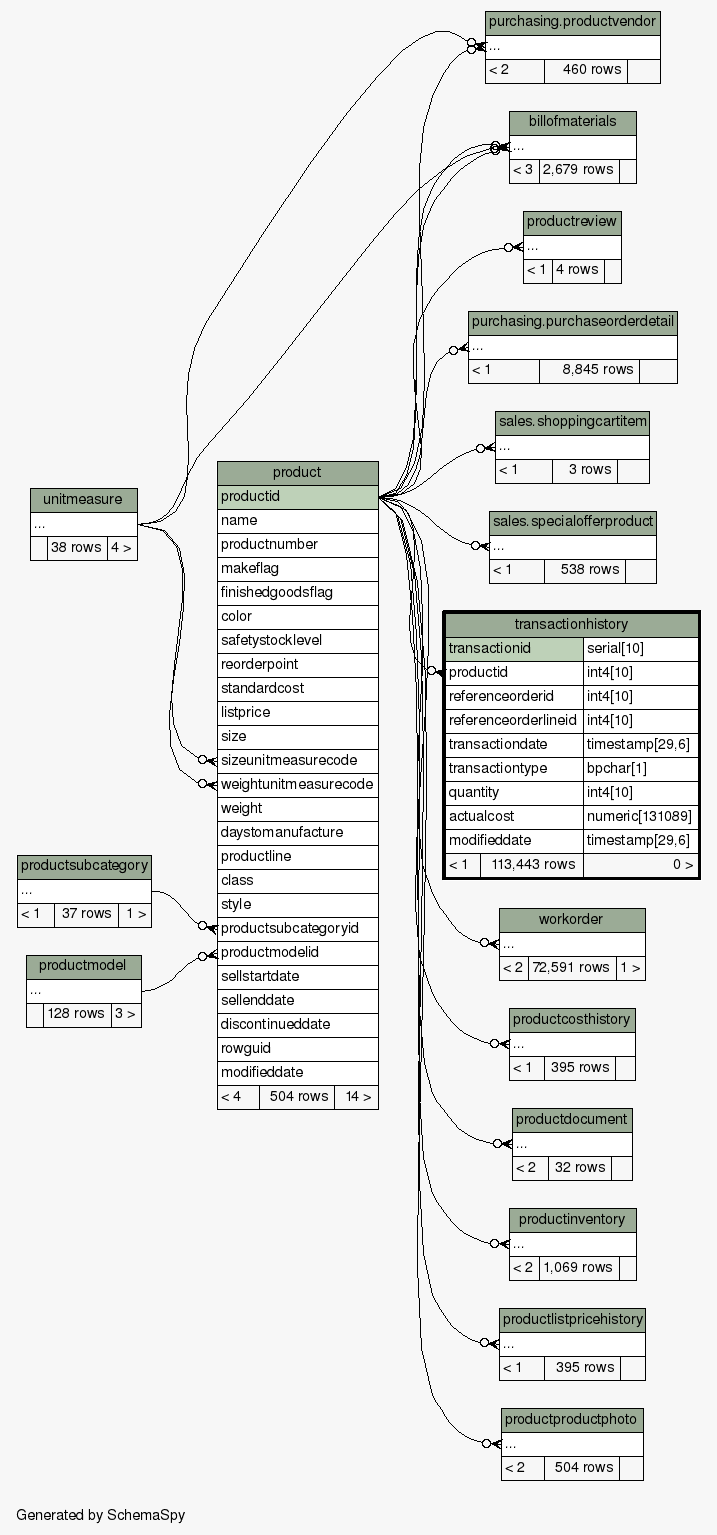 purchasing.productvendor
...
< 2 460 rows
billofmaterials
...
< 3 2,679 rows
productreview
...
< 1 4 rows
purchasing.purchaseorderdetail
...
< 1 8,845 rows
sales.shoppingcartitem
...
< 1 3 rows
sales.specialofferproduct
...
< 1 538 rows
unitmeasure
...
38 rows 4 >
product
productid
name
productnumber
makeflag
finishedgoodsflag
color
safetystocklevel
reorderpoint
standardcost
listprice
size
sizeunitmeasurecode
weightunitmeasurecode
weight
daystomanufacture
productline
class
style
productsubcategoryid
productmodelid
sellstartdate
sellenddate
discontinueddate
rowguid
modifieddate
< 4 504 rows 14 >
transactionhistory
transactionid serial[10]
productid int4[10]
referenceorderid int4[10]
referenceorderlineid int4[10]
transactiondate timestamp[29,6]
transactiontype bpchar[1]
quantity int4[10]
actualcost numeric[131089]
modifieddate timestamp[29,6]
< 1 113,443 rows 0 >
productsubcategory
...
< 1 37 rows 1 >
productmodel
...
128 rows 3 >
workorder
...
< 2 72,591 rows 1 >
productcosthistory
...
< 1 395 rows
productdocument
...
< 2 32 rows
productinventory
...
< 2 1,069 rows
productlistpricehistory
...
< 1 395 rows
productproductphoto
...
< 2 504 rows
Generated by SchemaSpy